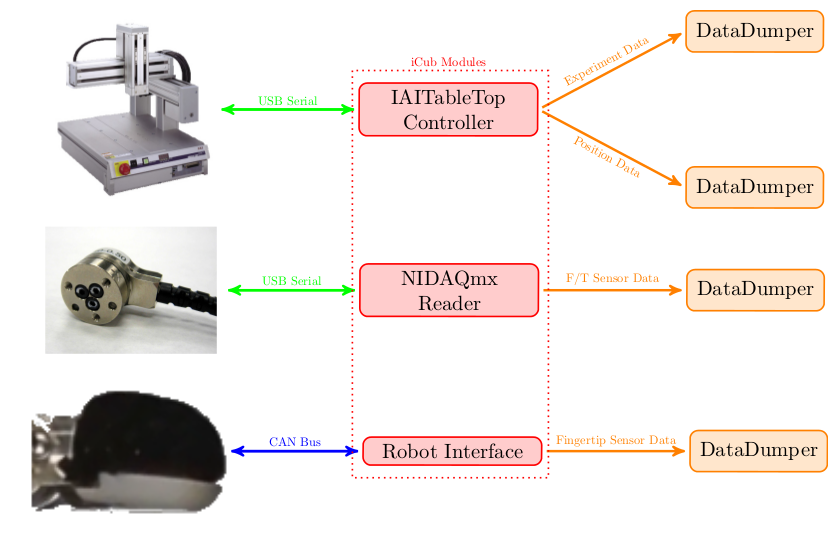 DataDumper
Experiment Data
iCub Modules
USB Serial
IAITableTop
Controller
Position Data
DataDumper
USB Serial
NIDAQmx
Reader
F/T Sensor Data
DataDumper
CAN Bus
Robot Interface
Fingertip Sensor Data
DataDumper